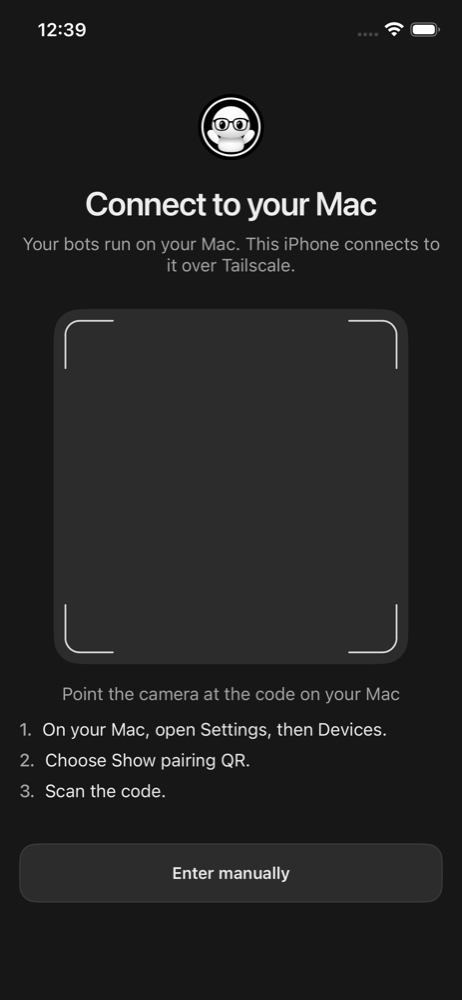 12:39
Connect to your Mac
Your bots run on your Mac. This iPhone connects to
it over Tailscale.
Point the camera at the code on your Mac
1. On your Mac, open Settings, then Devices.
2. Choose Show pairing QR.
3. Scan the code.
Enter manually